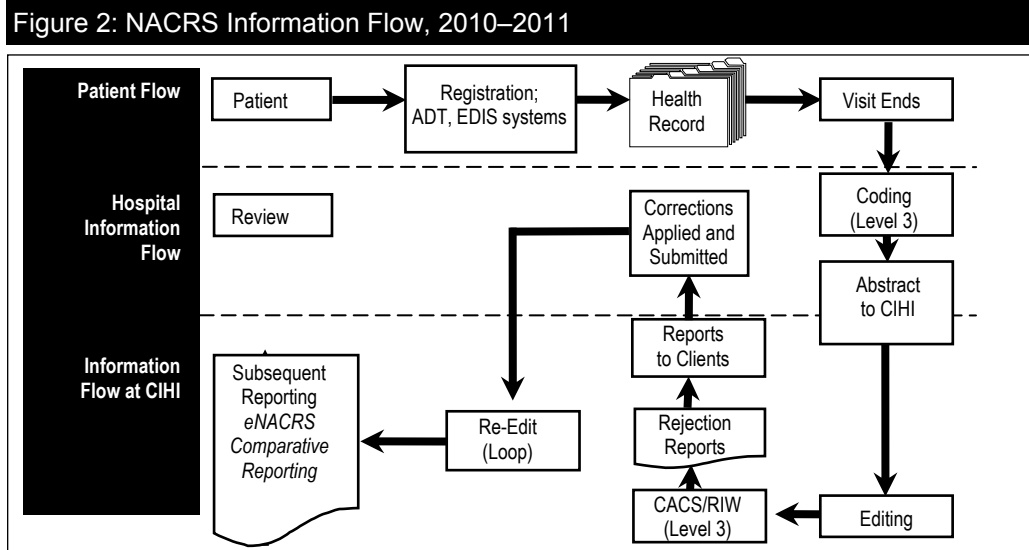 Figure 2: NACRS Information Flow, 2010–2011
Patient Flow
Patient
Registration;
ADT, EDIS systems
Health
Record
Visit Ends
Hospital
Information
Flow
Review
Corrections
Applied and
Submitted
Coding
(Level 3)
Abstract
to CIHI
Information
Flow at CIHI
Subsequent
Reporting
eNACRS
Comparative
Reporting
Re-Edit
(Loop)
Reports
to Clients
Rejection
Reports
CACS/RIW
(Level 3)
Editing